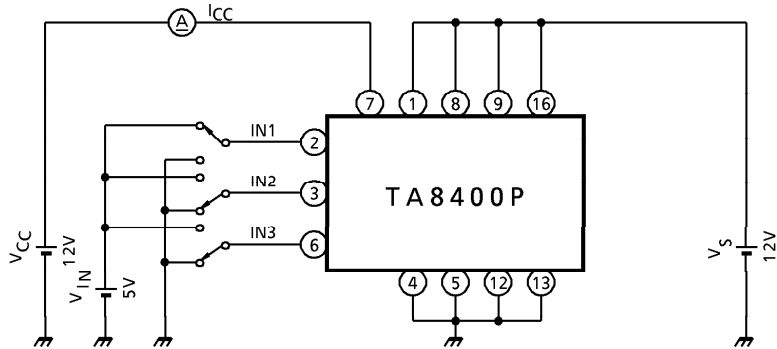 A
ICC
7
1
8
9
16
IN1
2
IN2
3
TA8400P
IN3
6
VCC
12V
VIN
5V
VS
12V
4
5
12
13